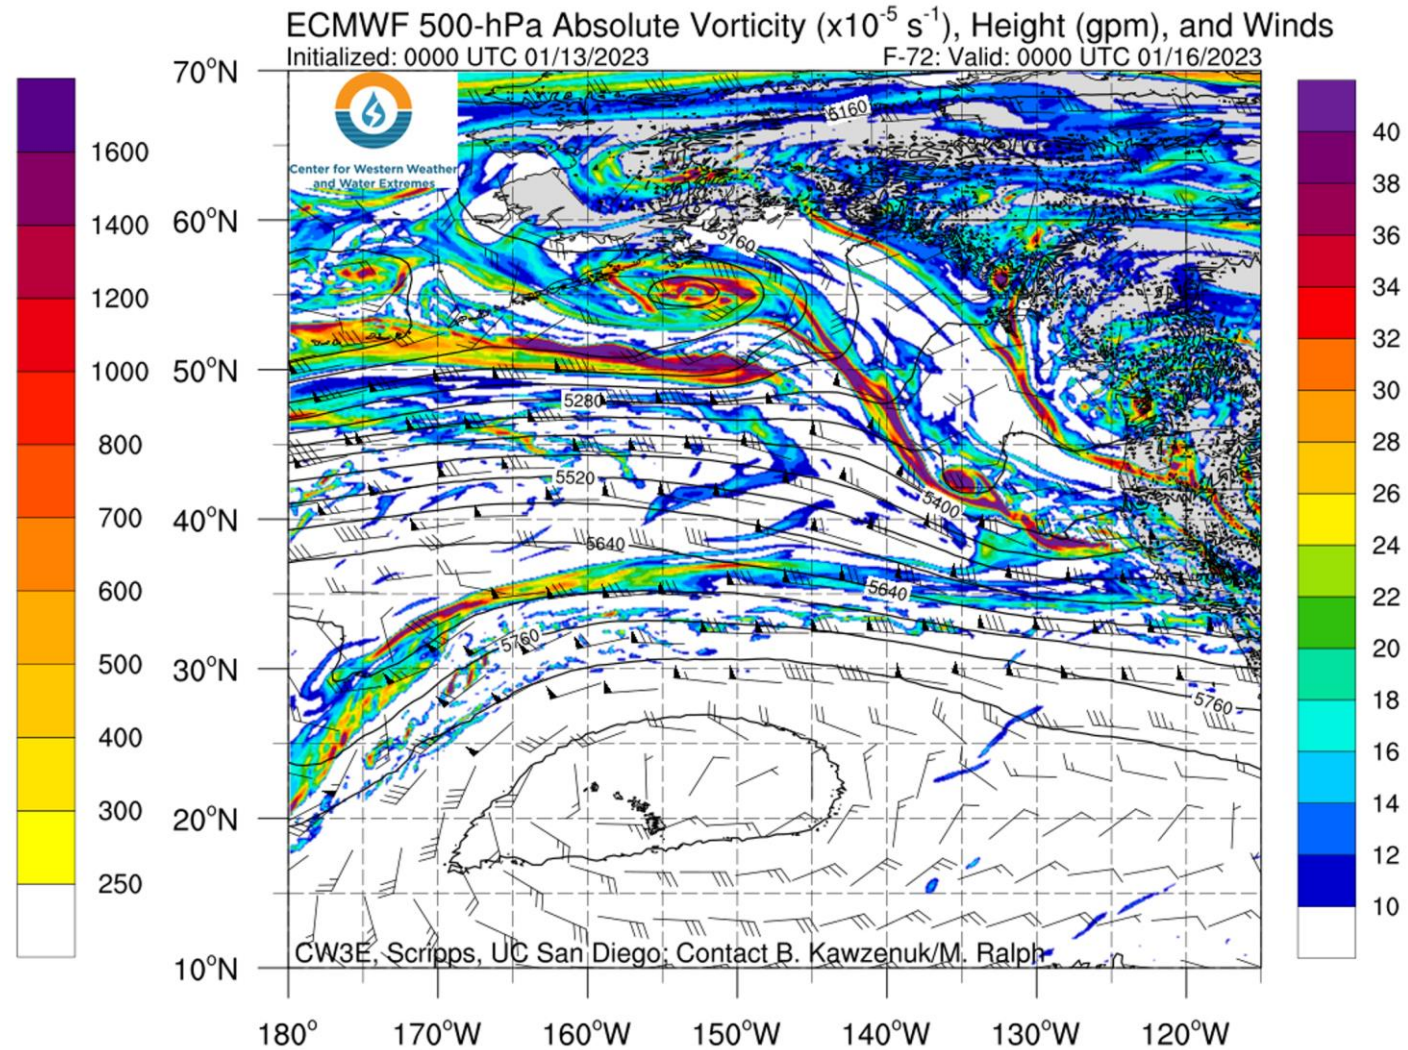 ECMWF 500-hPa Absolute Vorticity (x10⁻⁵ s⁻¹), Height (gpm), and Winds
Initialized: 0000 UTC 01/13/2023
F-72: Valid: 0000 UTC 01/16/2023
Center for Western Weather
and Water Extremes
1600
1400
1200
1000
800
700
600
500
400
300
250
70°N
60°N
50°N
40°N
30°N
20°N
10°N
5160
5160
5280
5520
5400
5640
5640
5760
5760
CW3E, Scripps, UC San Diego; Contact B. Kawzenuk/M. Ralph
180°
170°W
160°W
150°W
140°W
130°W
120°W
40
38
36
34
32
30
28
26
24
22
20
18
16
14
12
10